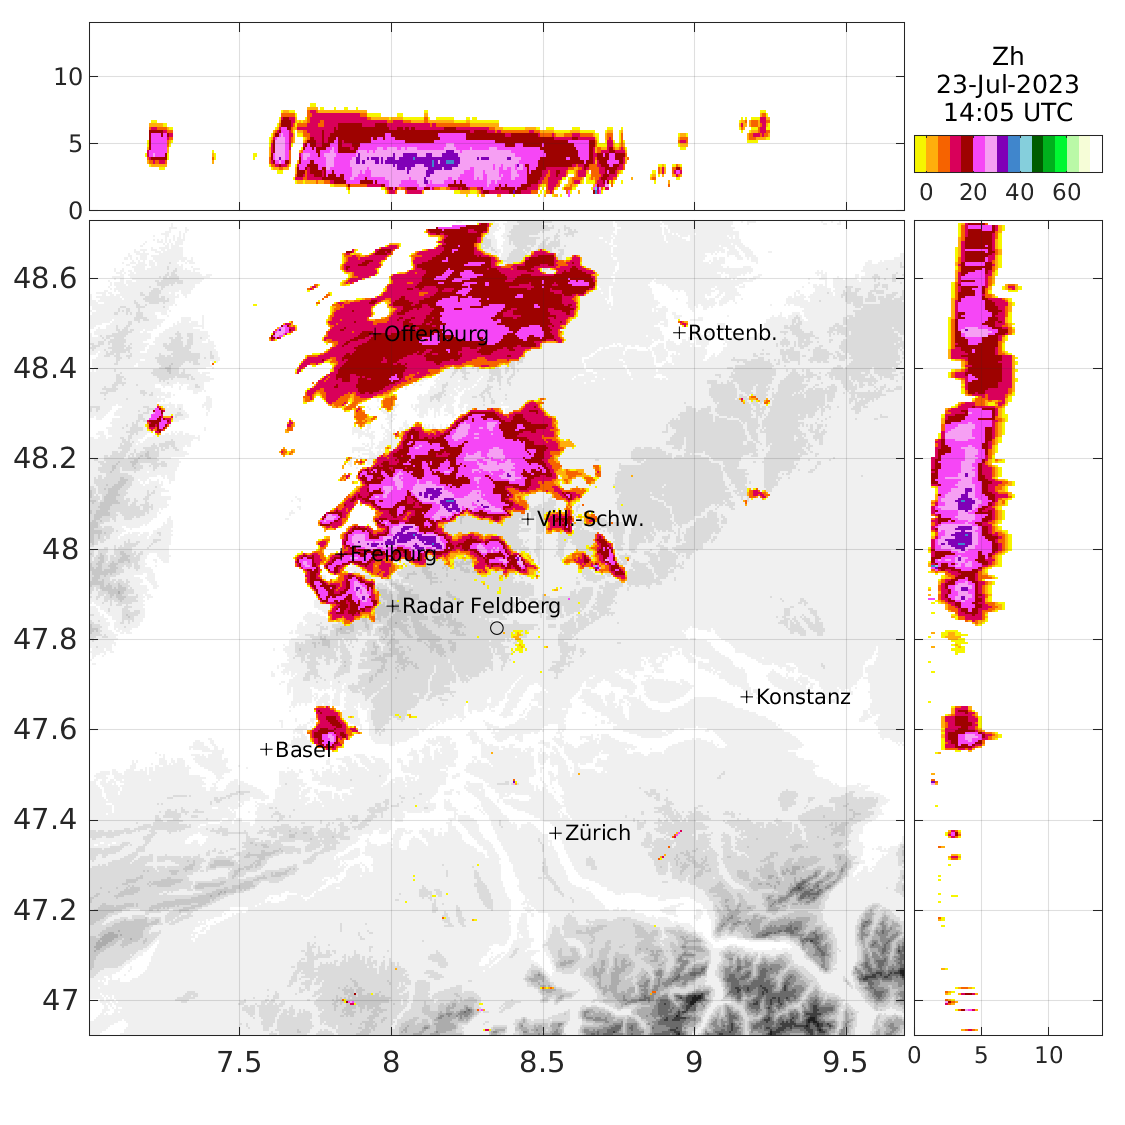 10
5
0
Zh
23-Jul-2023
14:05 UTC
0 20 40 60
48.6
48.4
48.2
48
47.8
47.6
47.4
47.2
47
Offenburg
Rottenb.
Vill.-Schw.
Freiburg
Radar Feldberg
Konstanz
Basel
Zürich
7.5 8 8.5 9 9.5
0 5 10